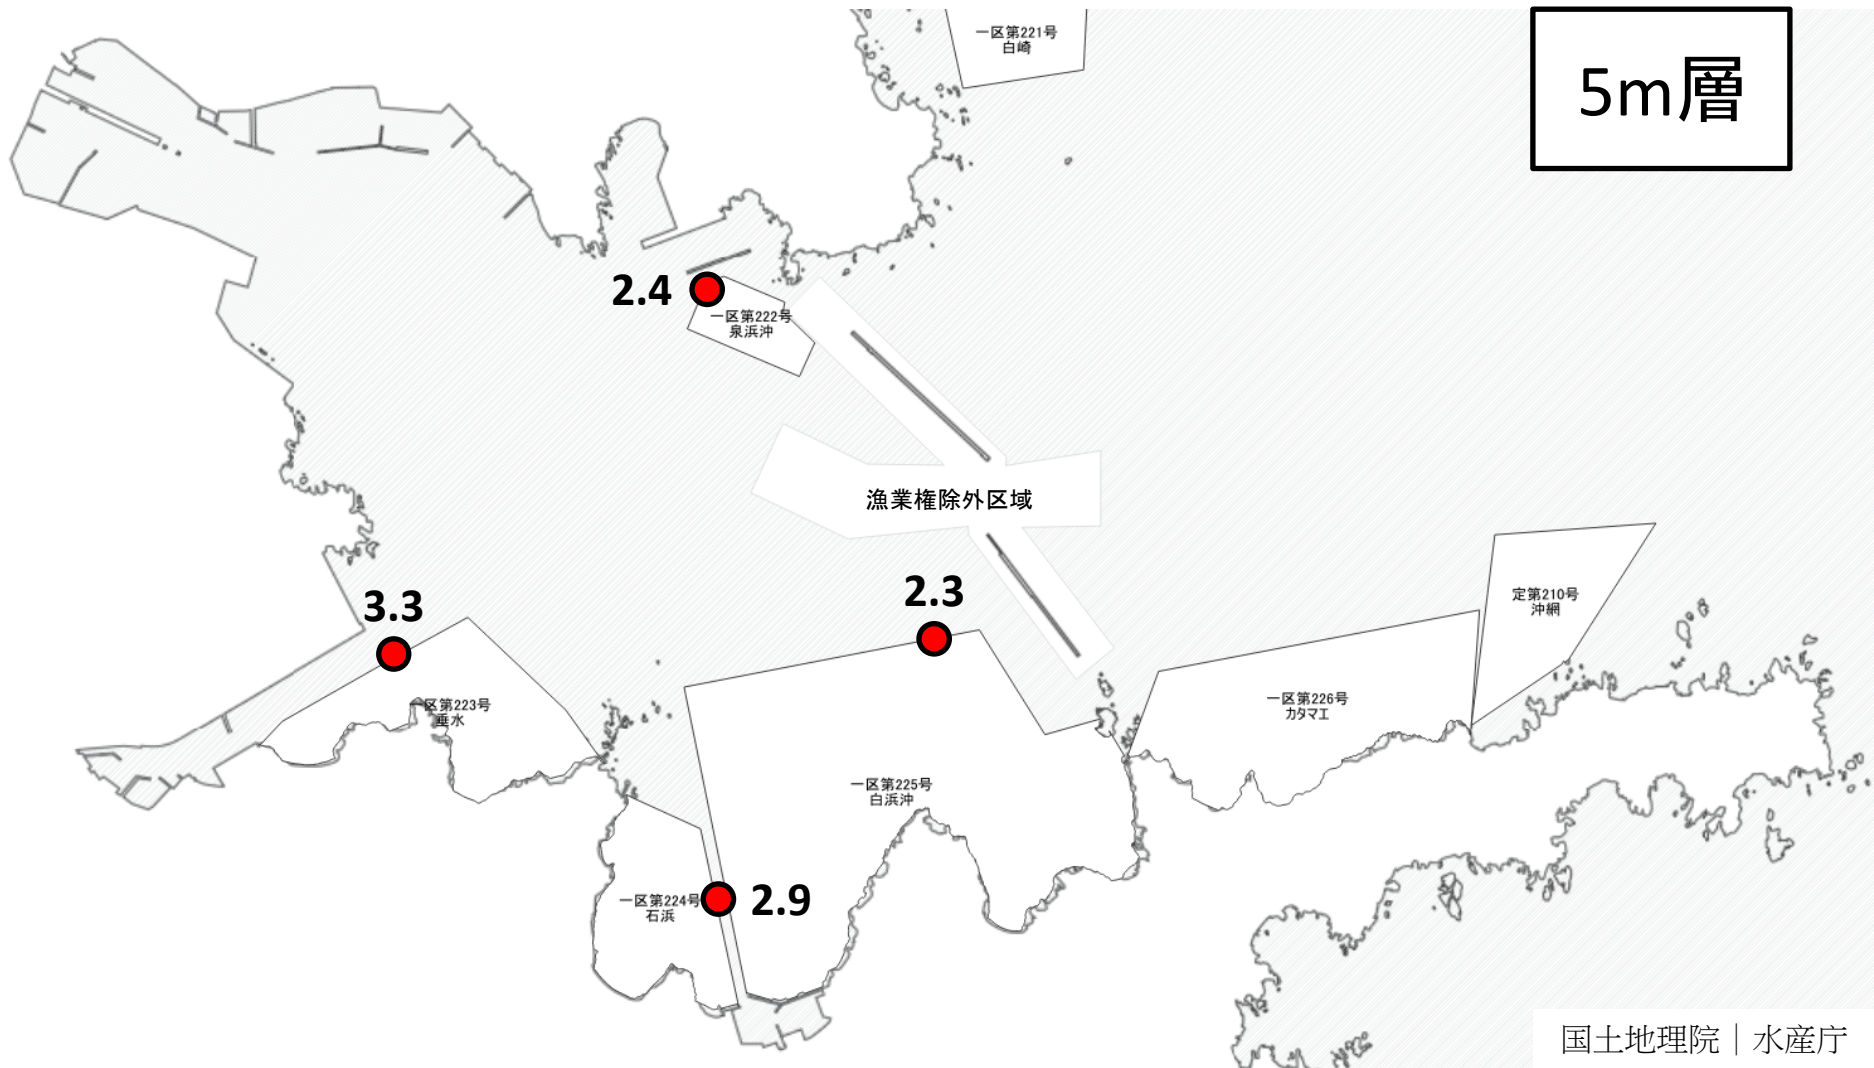 一区第221号
白崎
5m層
2.4
一区第222号
泉浜沖
漁業権除外区域
3.3
2.3
定第210号
沖網
一区第223号
垂水
一区第226号
カタマエ
一区第225号
白浜沖
一区第224号
石浜
2.9
国土地理院｜水産庁